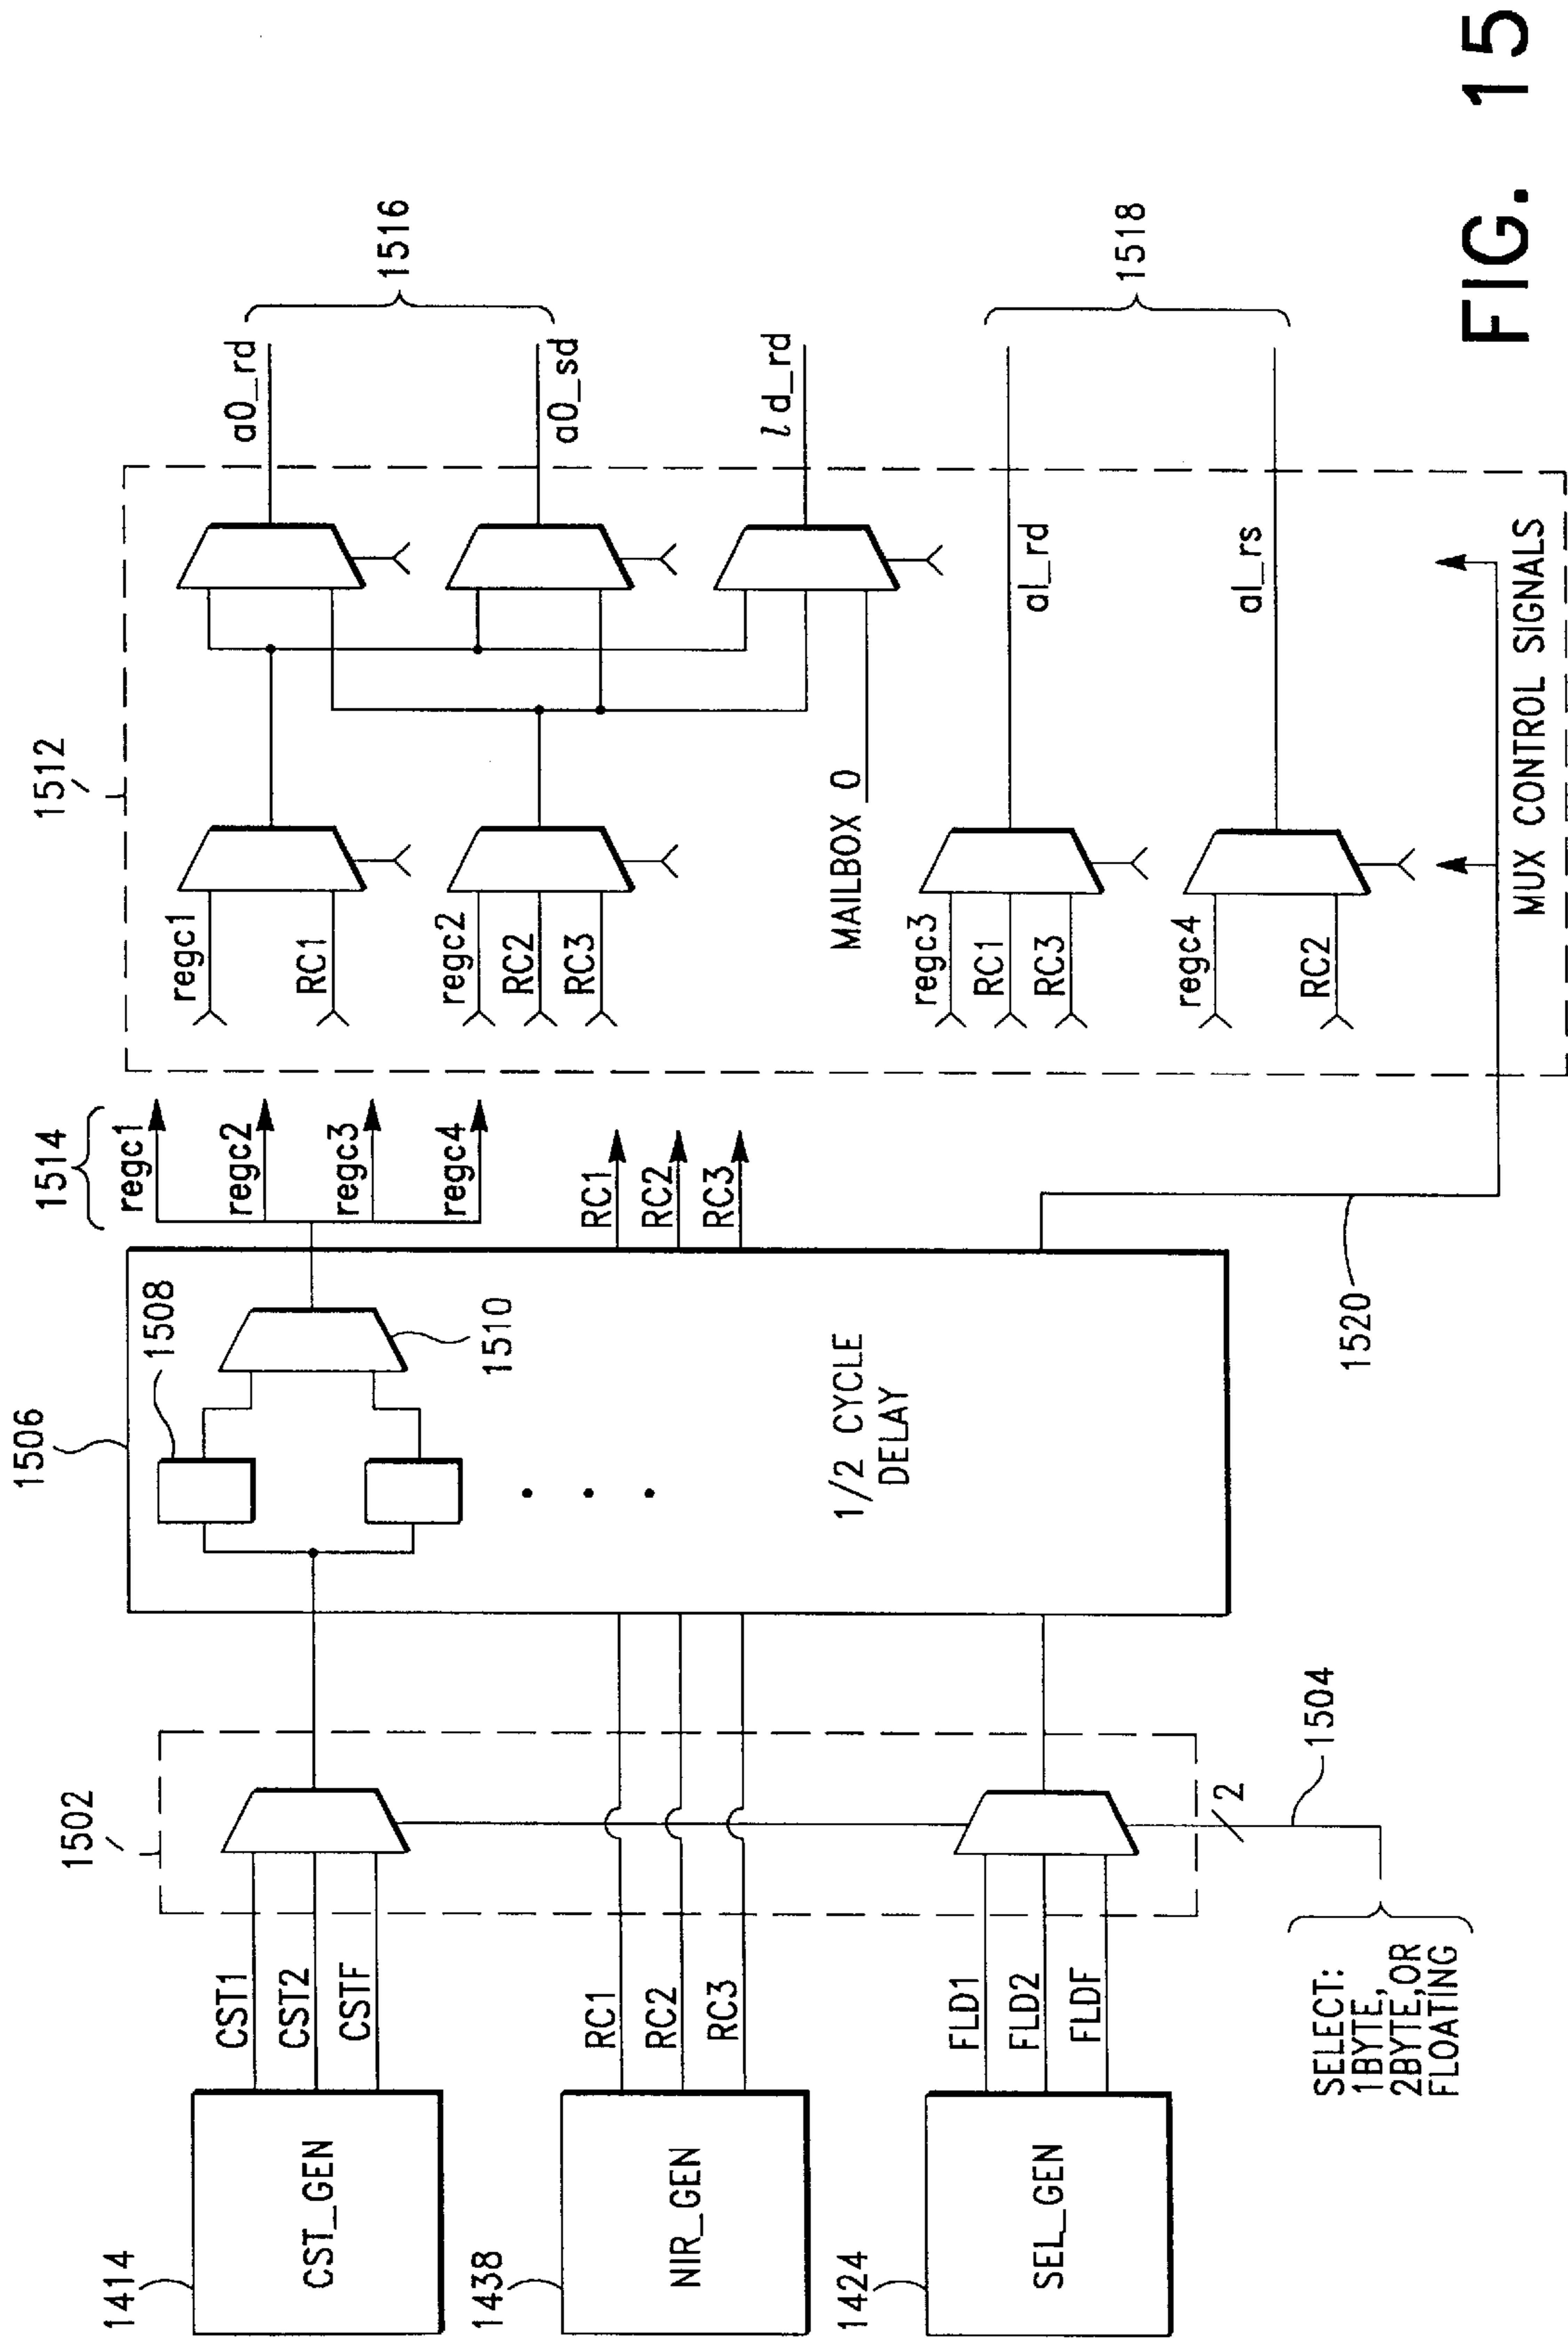 1414
CST_GEN
CST1
CST2
CSTF
1438
NIR_GEN
RC1
RC2
RC3
1424
SEL_GEN
FLD1
FLD2
FLDF
1502
2
1504
SELECT:
1BYTE,
2BYTE,OR
FLOATING
1506
1508
1510
1/2 CYCLE
DELAY
1514
regc1
regc2
regc3
regc4
RC1
RC2
RC3
1520
1512
regc1
RC1
regc2
RC2
RC3
MAILBOX 0
regc3
RC1
RC3
regc4
RC2
MUX CONTROL SIGNALS
a0_rd
a0_sd
ld_rd
al_rd
al_rs
1516
1518
FIG. 15